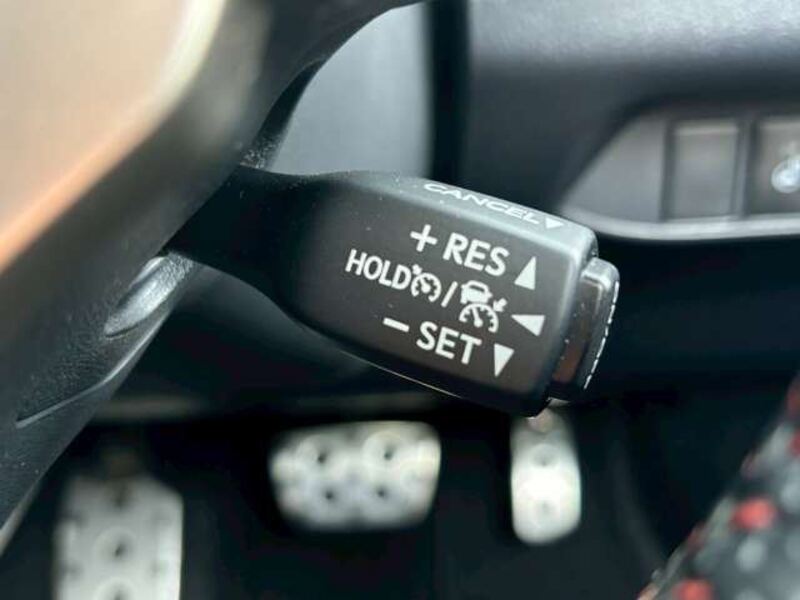 CANCEL
+ RES
HOLD /
− SET